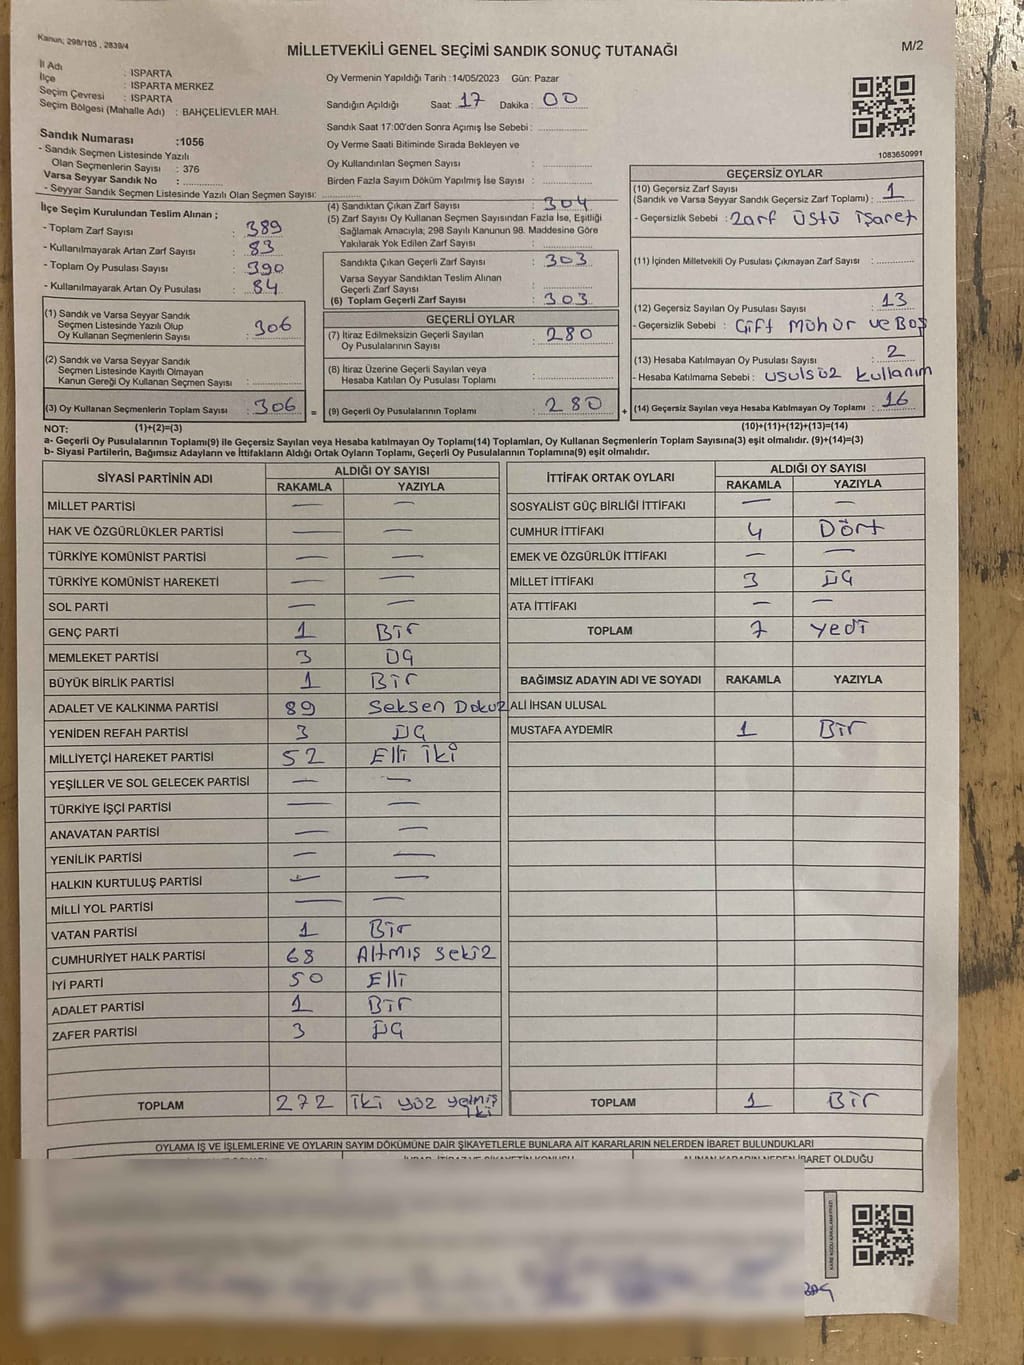 Kanun, 298/105 , 2839/4
MİLLETVEKİLİ GENEL SEÇİMİ SANDIK SONUÇ TUTANAĞI
M/2
İl Adı : ISPARTA
İlçe : ISPARTA MERKEZ
Seçim Çevresi : ISPARTA
Seçim Bölgesi (Mahalle Adı) : BAHÇELİEVLER MAH.
Sandık Numarası :1056
- Sandık Seçmen Listesinde Yazılı
Olan Seçmenlerin Sayısı : 376
Varsa Seyyar Sandık No :
- Seyyar Sandık Seçmen Listesinde Yazılı Olan Seçmen Sayısı:
Oy Vermenin Yapıldığı Tarih : 14/05/2023 Gün: Pazar
Sandığın Açıldığı Saat: 17 Dakika : 00
Sandık Saat 17:00'den Sonra Açımış İse Sebebi :
Oy Verme Saati Bitiminde Sırada Bekleyen ve
Oy Kullandırılan Seçmen Sayısı :
Birden Fazla Sayım Döküm Yapılmış İse Sayısı :
1083650991
İlçe Seçim Kurulundan Teslim Alınan ;
- Toplam Zarf Sayısı : 389
- Kullanılmayarak Artan Zarf Sayısı : 83
- Toplam Oy Pusulası Sayısı : 390
- Kullanılmayarak Artan Oy Pusulası : 84
(1) Sandık ve Varsa Seyyar Sandık
Seçmen Listesinde Yazılı Olup
Oy Kullanan Seçmenlerin Sayısı : 306
(2) Sandık ve Varsa Seyyar Sandık
Seçmen Listesinde Kayıtlı Olmayan
Kanun Gereği Oy Kullanan Seçmen Sayısı :
(3) Oy Kullanan Seçmenlerin Toplam Sayısı : 306 =
(4) Sandıktan Çıkan Zarf Sayısı : 304
(5) Zarf Sayısı Oy Kullanan Seçmen Sayısından Fazla İse, Eşitliği
Sağlamak Amacıyla; 298 Sayılı Kanunun 98. Maddesine Göre
Yakılarak Yok Edilen Zarf Sayısı :
Sandıkta Çıkan Geçerli Zarf Sayısı : 303
Varsa Seyyar Sandıktan Teslim Alınan
Geçerli Zarf Sayısı :
(6) Toplam Geçerli Zarf Sayısı : 303
GEÇERLİ OYLAR
(7) İtiraz Edilmeksizin Geçerli Sayılan
Oy Pusulalarının Sayısı : 280
(8) İtiraz Üzerine Geçerli Sayılan veya
Hesaba Katılan Oy Pusulası Toplamı :
(9) Geçerli Oy Pusulalarının Toplamı : 280 +
GEÇERSİZ OYLAR
(10) Geçersiz Zarf Sayısı
(Sandık ve Varsa Seyyar Sandık Geçersiz Zarf Toplamı) : 1
- Geçersizlik Sebebi : Zarf üstü işaret
(11) İçinden Milletvekili Oy Pusulası Çıkmayan Zarf Sayısı :
(12) Geçersiz Sayılan Oy Pusulası Sayısı : 13
- Geçersizlik Sebebi : Çift mühür ve Boş
(13) Hesaba Katılmayan Oy Pusulası Sayısı : 2
- Hesaba Katılmama Sebebi : usulsüz kullanım
(14) Geçersiz Sayılan veya Hesaba Katılmayan Oy Toplamı : 16
NOT: (1)+(2)=(3) (10)+(11)+(12)+(13)=(14)
a- Geçerli Oy Pusulalarının Toplamı(9) ile Geçersiz Sayılan veya Hesaba katılmayan Oy Toplamı(14) Toplamları, Oy Kullanan Seçmenlerin Toplam Sayısına(3) eşit olmalıdır. (9)+(14)=(3)
b- Siyasi Partilerin, Bağımsız Adayların ve İttifakların Aldığı Ortak Oyların Toplamı, Geçerli Oy Pusulalarının Toplamına(9) eşit olmalıdır.
SİYASİ PARTİNİN ADI ALDIĞI OY SAYISI
RAKAMLA YAZIYLA
MİLLET PARTİSİ — —
HAK VE ÖZGÜRLÜKLER PARTİSİ — —
TÜRKİYE KOMÜNİST PARTİSİ — —
TÜRKİYE KOMÜNİST HAREKETİ — —
SOL PARTİ — —
GENÇ PARTİ 1 Bir
MEMLEKET PARTİSİ 3 Üç
BÜYÜK BİRLİK PARTİSİ 1 Bir
ADALET VE KALKINMA PARTİSİ 89 Seksen Dokuz
YENİDEN REFAH PARTİSİ 3 Üç
MİLLİYETÇİ HAREKET PARTİSİ 52 Elli iki
YEŞİLLER VE SOL GELECEK PARTİSİ — —
TÜRKİYE İŞÇİ PARTİSİ — —
ANAVATAN PARTİSİ — —
YENİLİK PARTİSİ — —
HALKIN KURTULUŞ PARTİSİ — —
MİLLİ YOL PARTİSİ — —
VATAN PARTİSİ 1 Bir
CUMHURİYET HALK PARTİSİ 68 Altmış sekiz
İYİ PARTİ 50 Elli
ADALET PARTİSİ 1 Bir
ZAFER PARTİSİ 3 Üç
TOPLAM 272 iki yüz yetmiş iki
İTTİFAK ORTAK OYLARI ALDIĞI OY SAYISI
RAKAMLA YAZIYLA
SOSYALİST GÜÇ BİRLİĞİ İTTİFAKI — —
CUMHUR İTTİFAKI 4 Dört
EMEK VE ÖZGÜRLÜK İTTİFAKI — —
MİLLET İTTİFAKI 3 Üç
ATA İTTİFAKI — —
TOPLAM 7 yedi
BAĞIMSIZ ADAYIN ADI VE SOYADI RAKAMLA YAZIYLA
ALİ İHSAN ULUSAL
MUSTAFA AYDEMİR 1 Bir
TOPLAM 1 Bir
OYLAMA İŞ VE İŞLEMLERİNE VE OYLARIN SAYIM DÖKÜMÜNE DAİR ŞİKAYETLERLE BUNLARA AİT KARARLARIN NELERDEN İBARET BULUNDUKLARI
ALINAN KARARIN NEDEN İBARET OLDUĞU